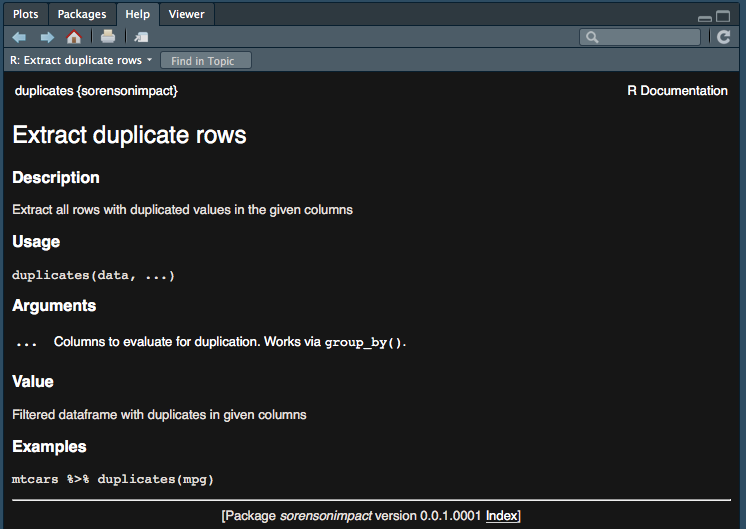 Plots Packages Help Viewer
R: Extract duplicate rows Find in Topic
duplicates {sorensonimpact} R Documentation
Extract duplicate rows
Description
Extract all rows with duplicated values in the given columns
Usage
duplicates(data, ...)
Arguments
... Columns to evaluate for duplication. Works via group_by().
Value
Filtered dataframe with duplicates in given columns
Examples
mtcars %>% duplicates(mpg)
[Package sorensonimpact version 0.0.1.0001 Index]